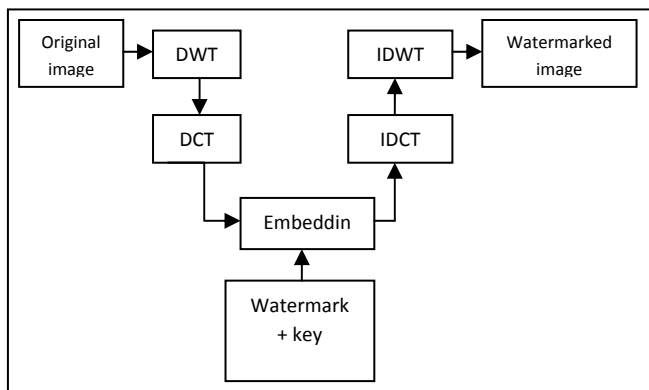 Original
image
DWT
IDWT
Watermarked
image
DCT
IDCT
Embeddin
Watermark
+ key